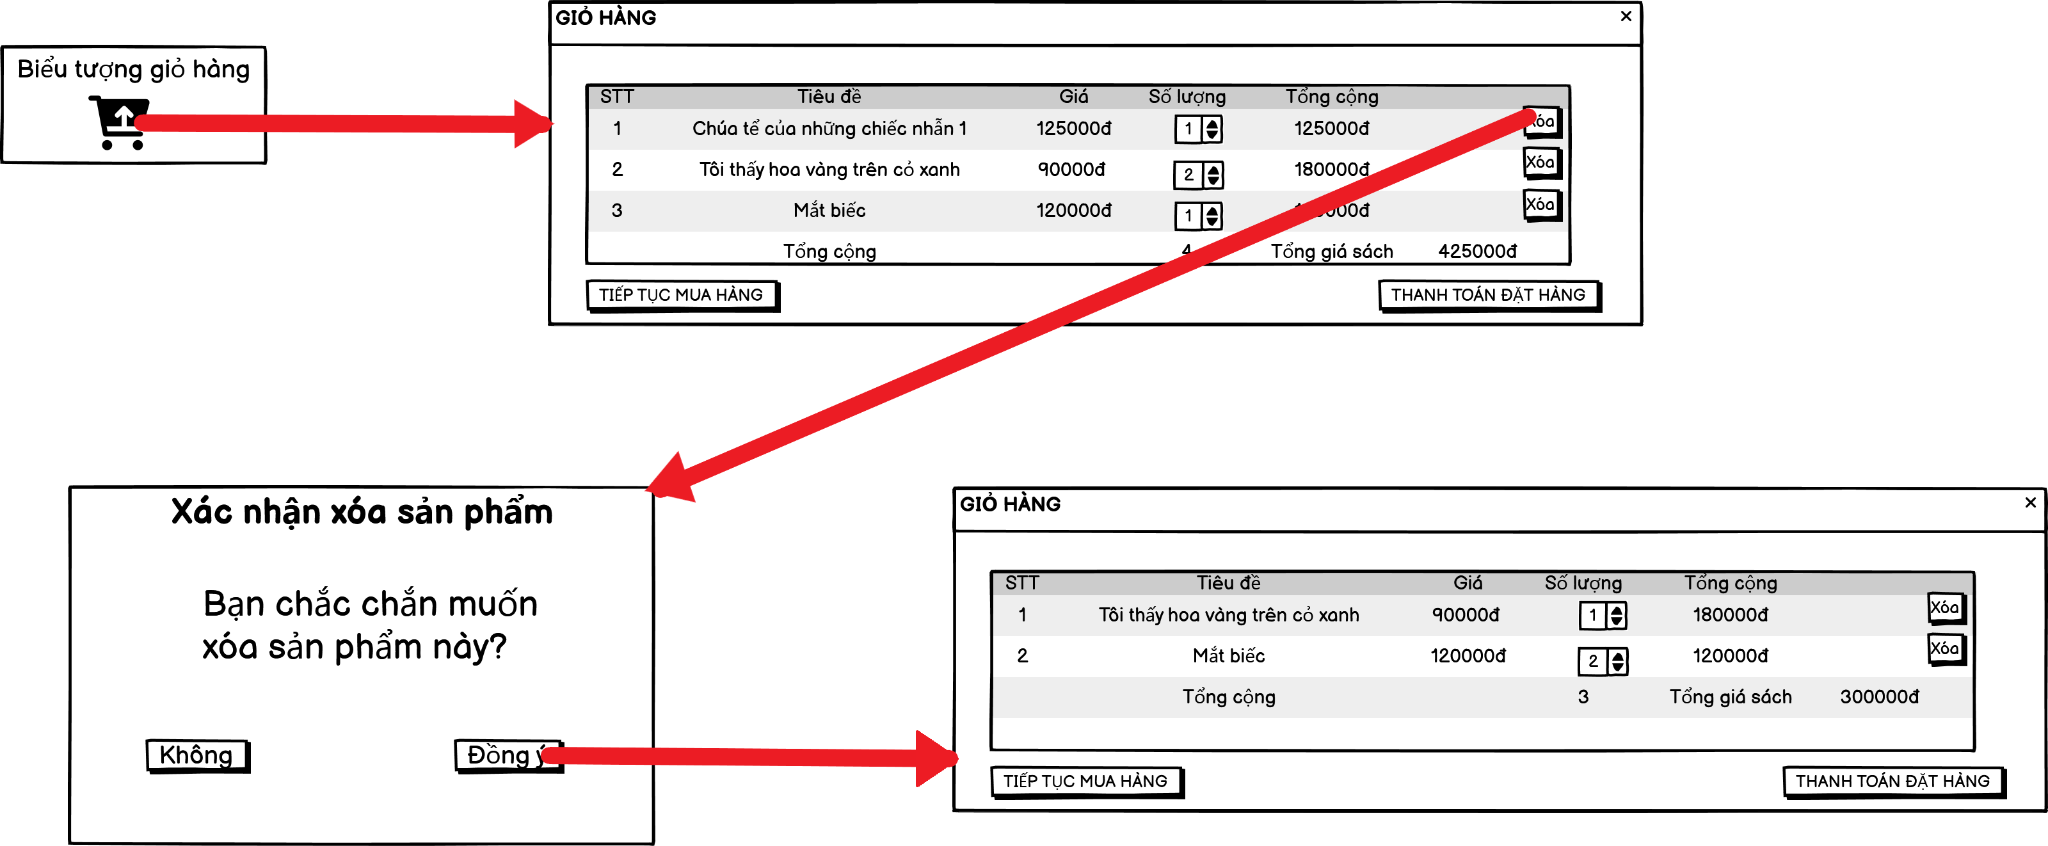 Biểu tượng giỏ hàng
GIỎ HÀNG ×
STT Tiêu đề Giá Số lượng Tổng cộng
1 Chúa tể của những chiếc nhẫn 1 125000đ 1 125000đ Xóa
2 Tôi thấy hoa vàng trên cỏ xanh 90000đ 2 180000đ Xóa
3 Mắt biếc 120000đ 1 Xóa
Tổng cộng 4 Tổng giá sách 425000đ
TIẾP TỤC MUA HÀNG THANH TOÁN ĐẶT HÀNG
Xác nhận xóa sản phẩm
Bạn chắc chắn muốn
xóa sản phẩm này?
Không Đồng ý
GIỎ HÀNG ×
STT Tiêu đề Giá Số lượng Tổng cộng
1 Tôi thấy hoa vàng trên cỏ xanh 90000đ 1 180000đ Xóa
2 Mắt biếc 120000đ 2 120000đ Xóa
Tổng cộng 3 Tổng giá sách 300000đ
TIẾP TỤC MUA HÀNG THANH TOÁN ĐẶT HÀNG